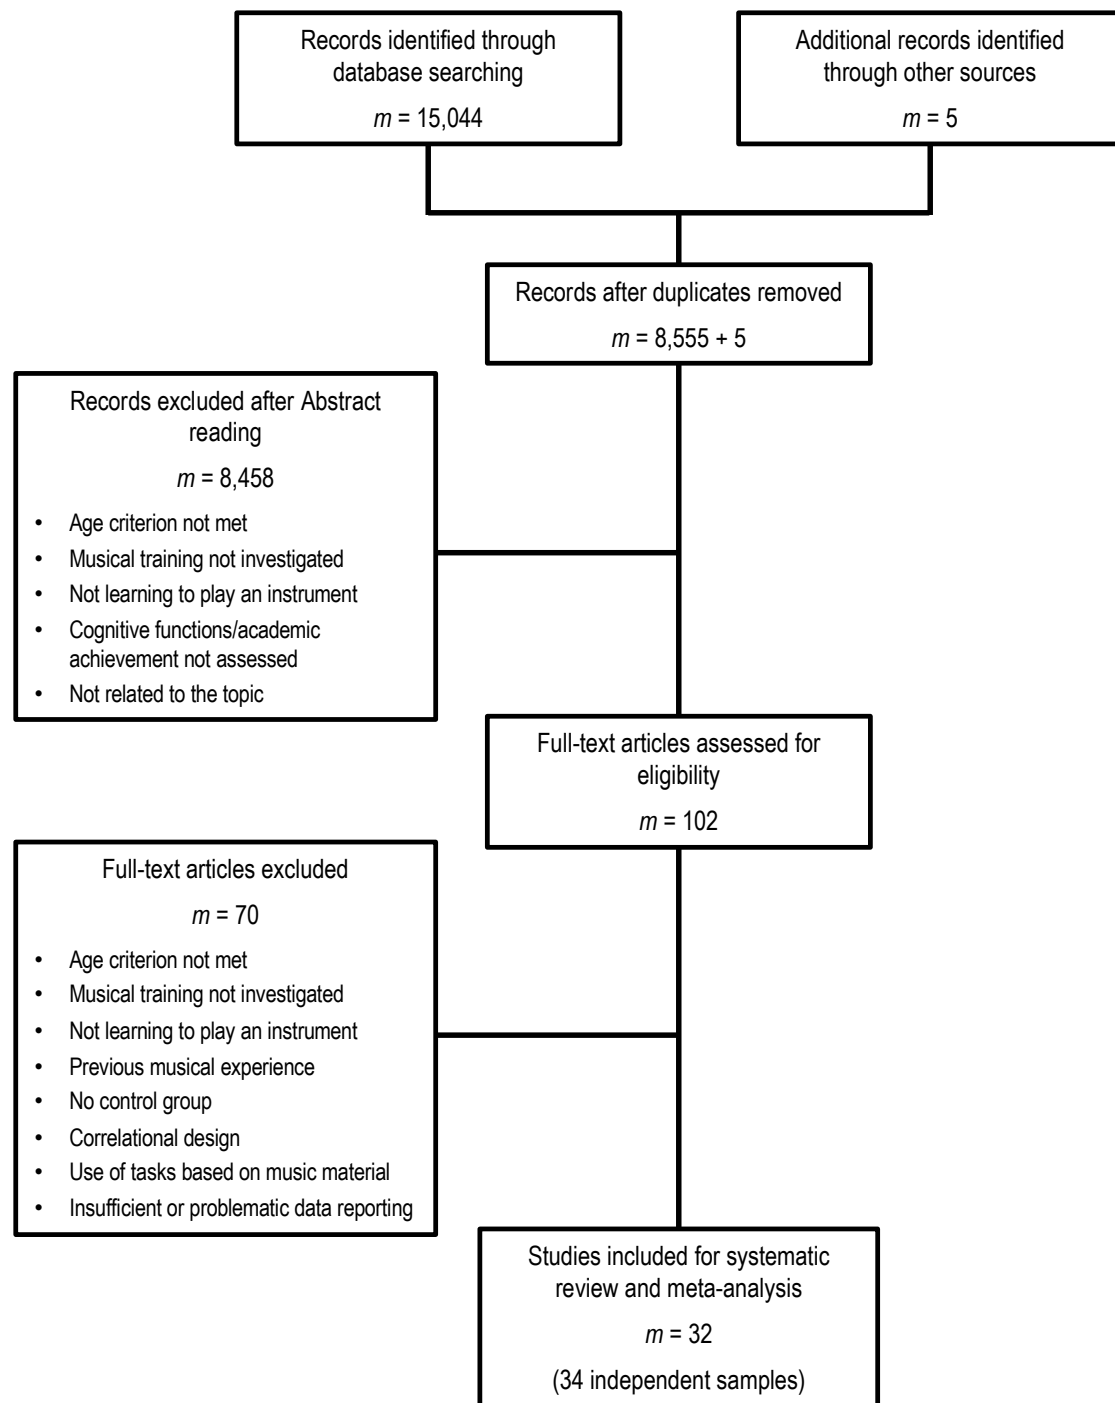 Records identified through
database searching
m = 15,044
Additional records identified
through other sources
m = 5
Records after duplicates removed
m = 8,555 + 5
Records excluded after Abstract
reading
m = 8,458
• Age criterion not met
• Musical training not investigated
• Not learning to play an instrument
• Cognitive functions/academic
achievement not assessed
• Not related to the topic
Full-text articles assessed for
eligibility
m = 102
Full-text articles excluded
m = 70
• Age criterion not met
• Musical training not investigated
• Not learning to play an instrument
• Previous musical experience
• No control group
• Correlational design
• Use of tasks based on music material
• Insufficient or problematic data reporting
Studies included for systematic
review and meta-analysis
m = 32
(34 independent samples)